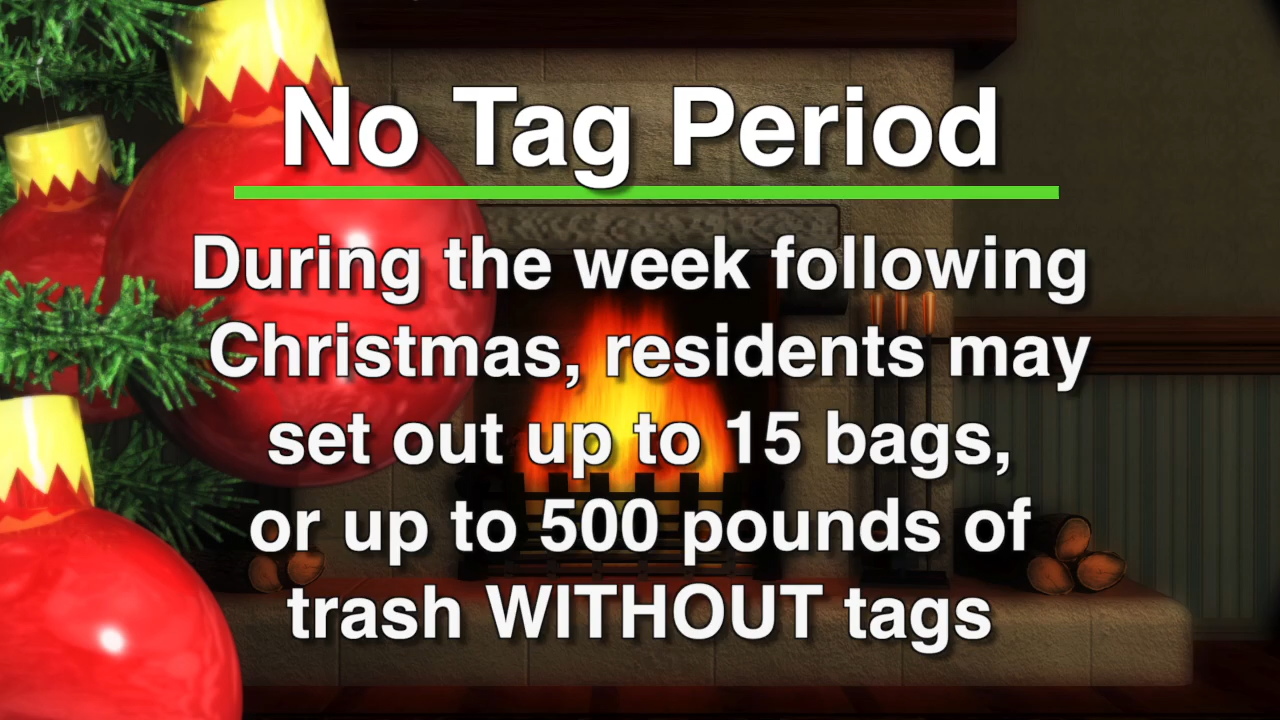 No Tag Period
During the week following
Christmas, residents may
set out up to 15 bags,
or up to 500 pounds of
trash WITHOUT tags